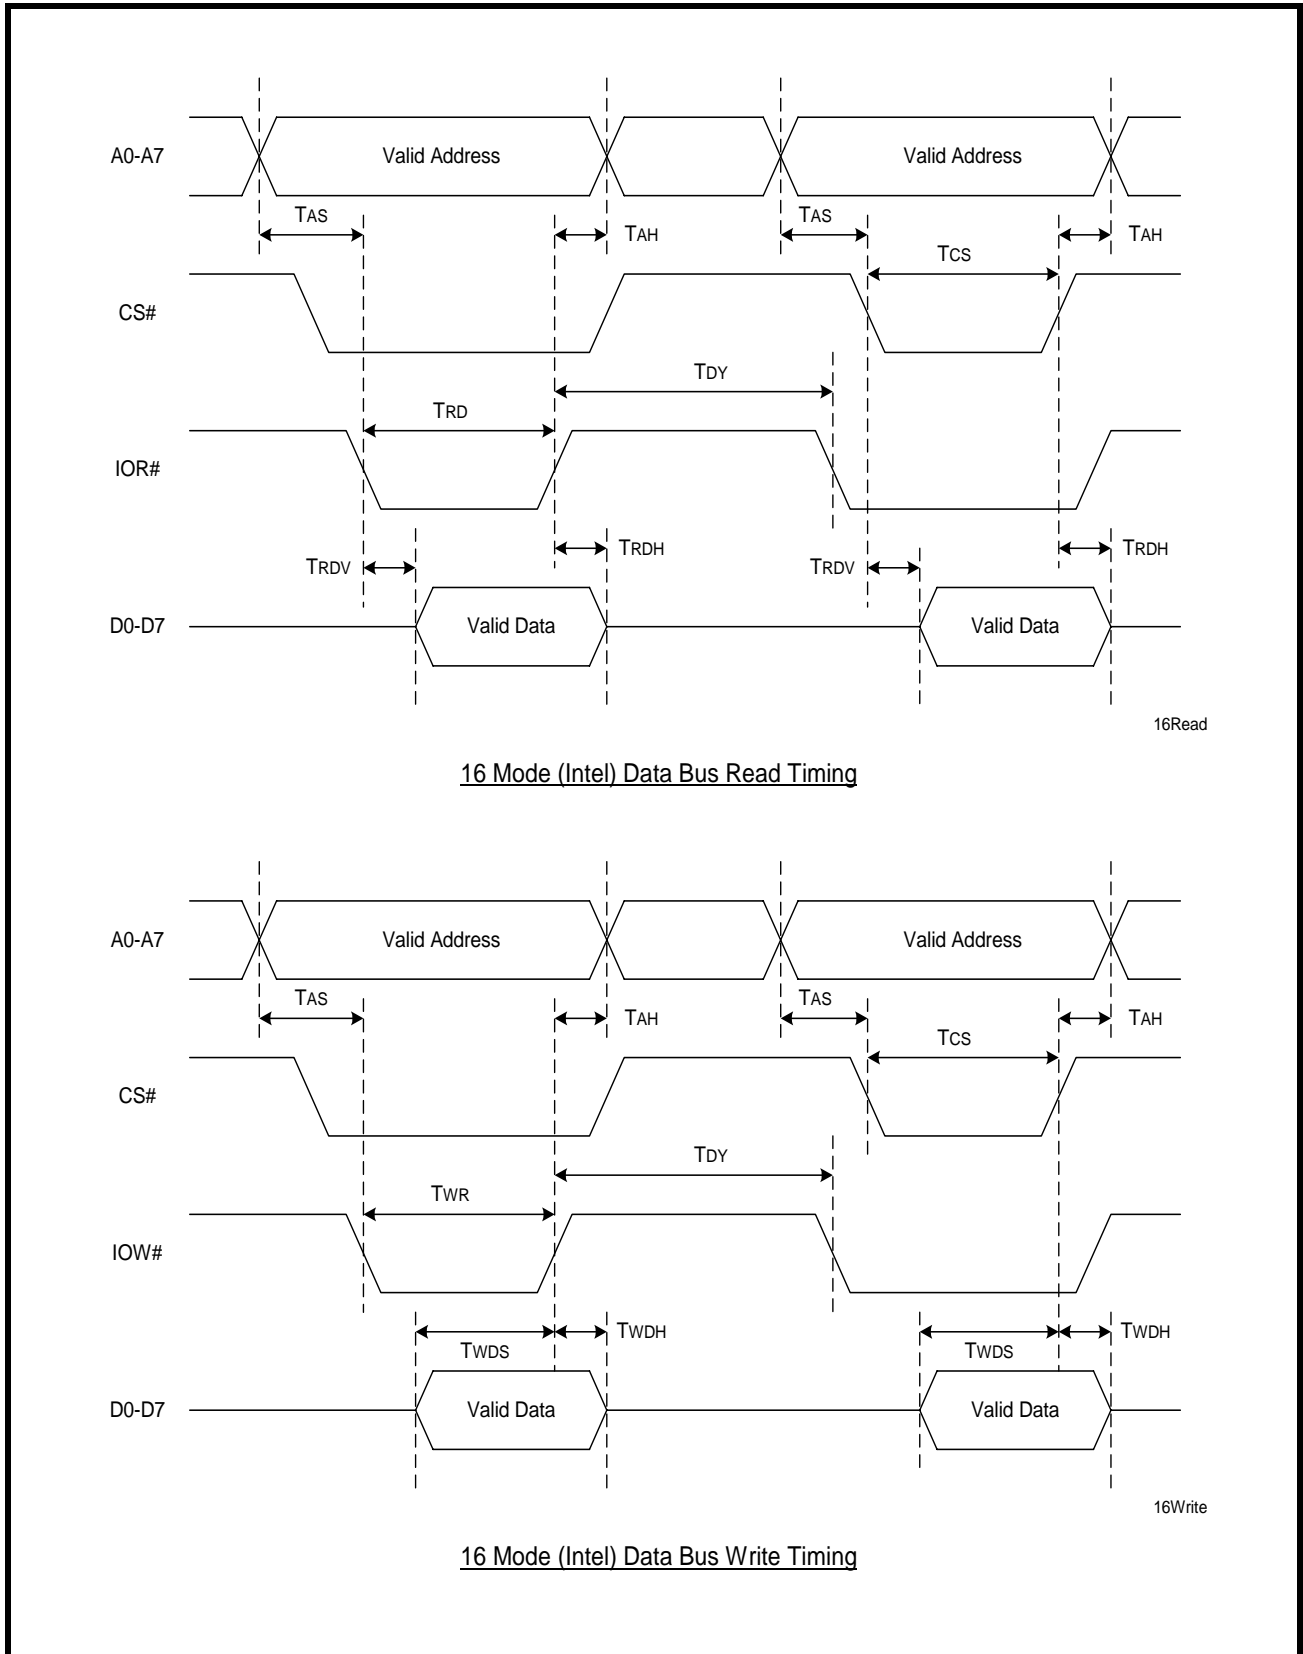 A0-A7 Valid Address Valid Address
TAS TAH TAS TAH
TCS
CS#
TDY
TRD
IOR#
TRDH TRDH
TRDV TRDV
D0-D7 Valid Data Valid Data
16Read
16 Mode (Intel) Data Bus Read Timing
A0-A7 Valid Address Valid Address
TAS TAH TAS TAH
TCS
CS#
TDY
TWR
IOW#
TWDH TWDH
TWDS TWDS
D0-D7 Valid Data Valid Data
16Write
16 Mode (Intel) Data Bus Write Timing